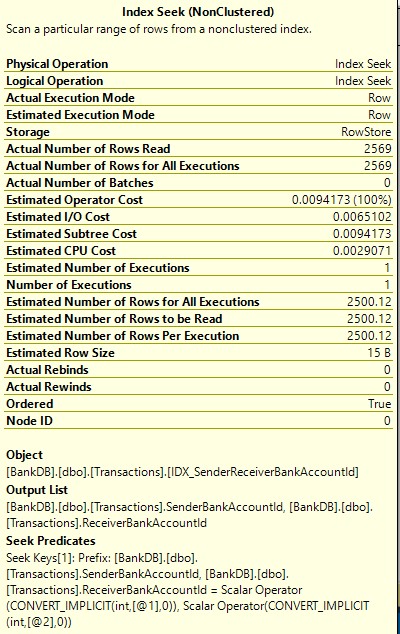 Index Seek (NonClustered)
Scan a particular range of rows from a nonclustered index.
Physical Operation Index Seek
Logical Operation Index Seek
Actual Execution Mode Row
Estimated Execution Mode Row
Storage RowStore
Actual Number of Rows Read 2569
Actual Number of Rows for All Executions 2569
Actual Number of Batches 0
Estimated Operator Cost 0.0094173 (100%)
Estimated I/O Cost 0.0065102
Estimated Subtree Cost 0.0094173
Estimated CPU Cost 0.0029071
Estimated Number of Executions 1
Number of Executions 1
Estimated Number of Rows for All Executions 2500.12
Estimated Number of Rows to be Read 2500.12
Estimated Number of Rows Per Execution 2500.12
Estimated Row Size 15 B
Actual Rebinds 0
Actual Rewinds 0
Ordered True
Node ID 0
Object
[BankDB].[dbo].[Transactions].[IDX_SenderReceiverBankAccountId]
Output List
[BankDB].[dbo].[Transactions].SenderBankAccountId, [BankDB].[dbo].
[Transactions].ReceiverBankAccountId
Seek Predicates
Seek Keys[1]: Prefix: [BankDB].[dbo].
[Transactions].SenderBankAccountId, [BankDB].[dbo].
[Transactions].ReceiverBankAccountId = Scalar Operator
(CONVERT_IMPLICIT(int,[@1],0)), Scalar Operator(CONVERT_IMPLICIT
(int,[@2],0))